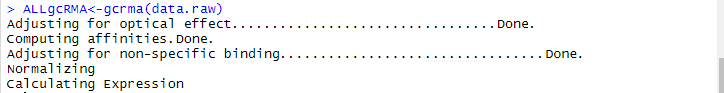 > ALLgcRMA<-gcrma(data.raw)
Adjusting for optical effect.................................Done.
Computing affinities.Done.
Adjusting for non-specific binding.................................Done.
Normalizing
Calculating Expression